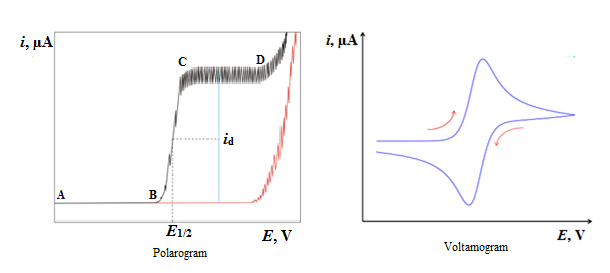 i, µA
C
D
i_d
A
B
E1/2
E, V
Polarogram
i, µA
E, V
Voltamogram